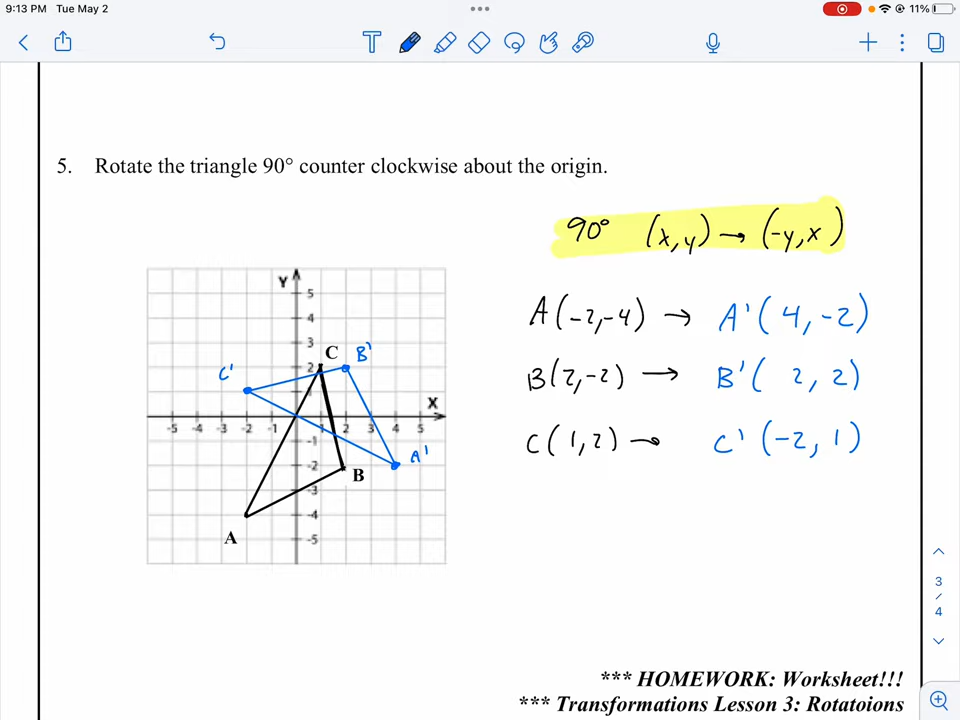 9:13 PM Tue May 2
11%
5. Rotate the triangle 90° counter clockwise about the origin.
90° (x,y) → (-y,x)
A(-2,-4) → A'(4,-2)
B(2,-2) → B'(2,2)
C(1,2) → C'(-2,1)
Y
5
4
3
C B'
2
C'
X
-5 -4 -3 -2 -1 1 2 3 4 5
-1
A'
-2
B
-3
-4
A
-5
3
/
4
*** HOMEWORK: Worksheet!!!
*** Transformations Lesson 3: Rotatoions